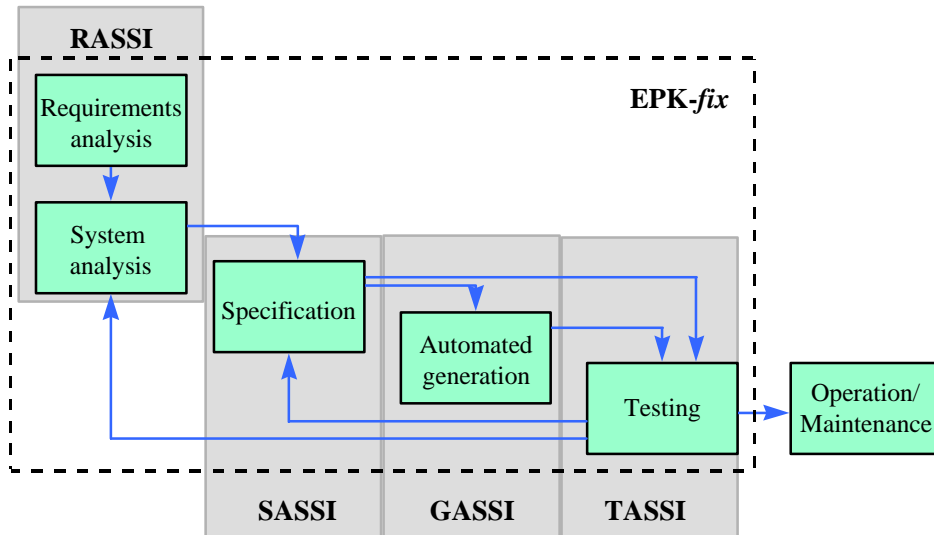 RASSI
EPK-fix
Requirements
analysis
System
analysis
Specification
Automated
generation
Testing
Operation/
Maintenance
SASSI
GASSI
TASSI